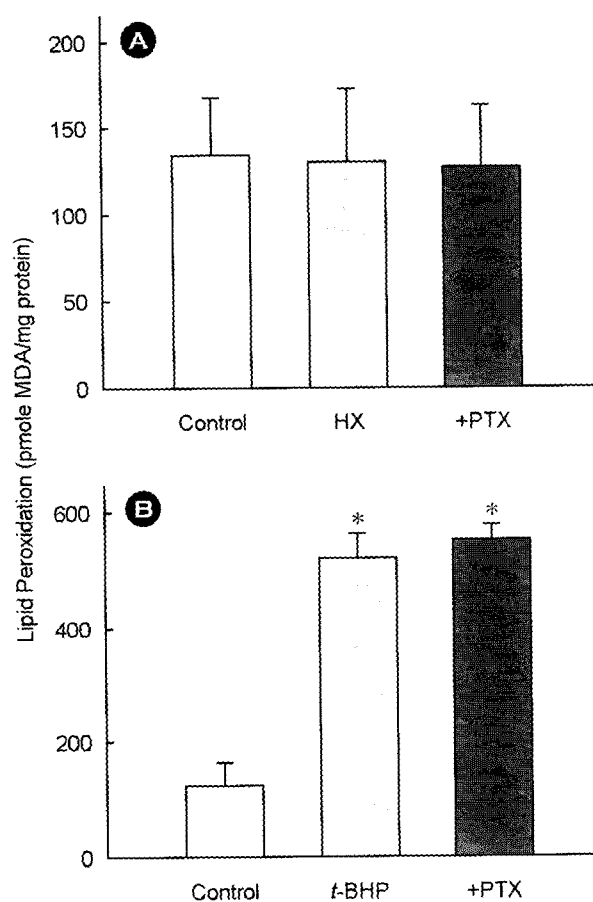 A
200
150
100
50
0
Control HX +PTX
Lipid Peroxidation (pmole MDA/mg protein)
B
* *
600
400
200
0
Control t-BHP +PTX